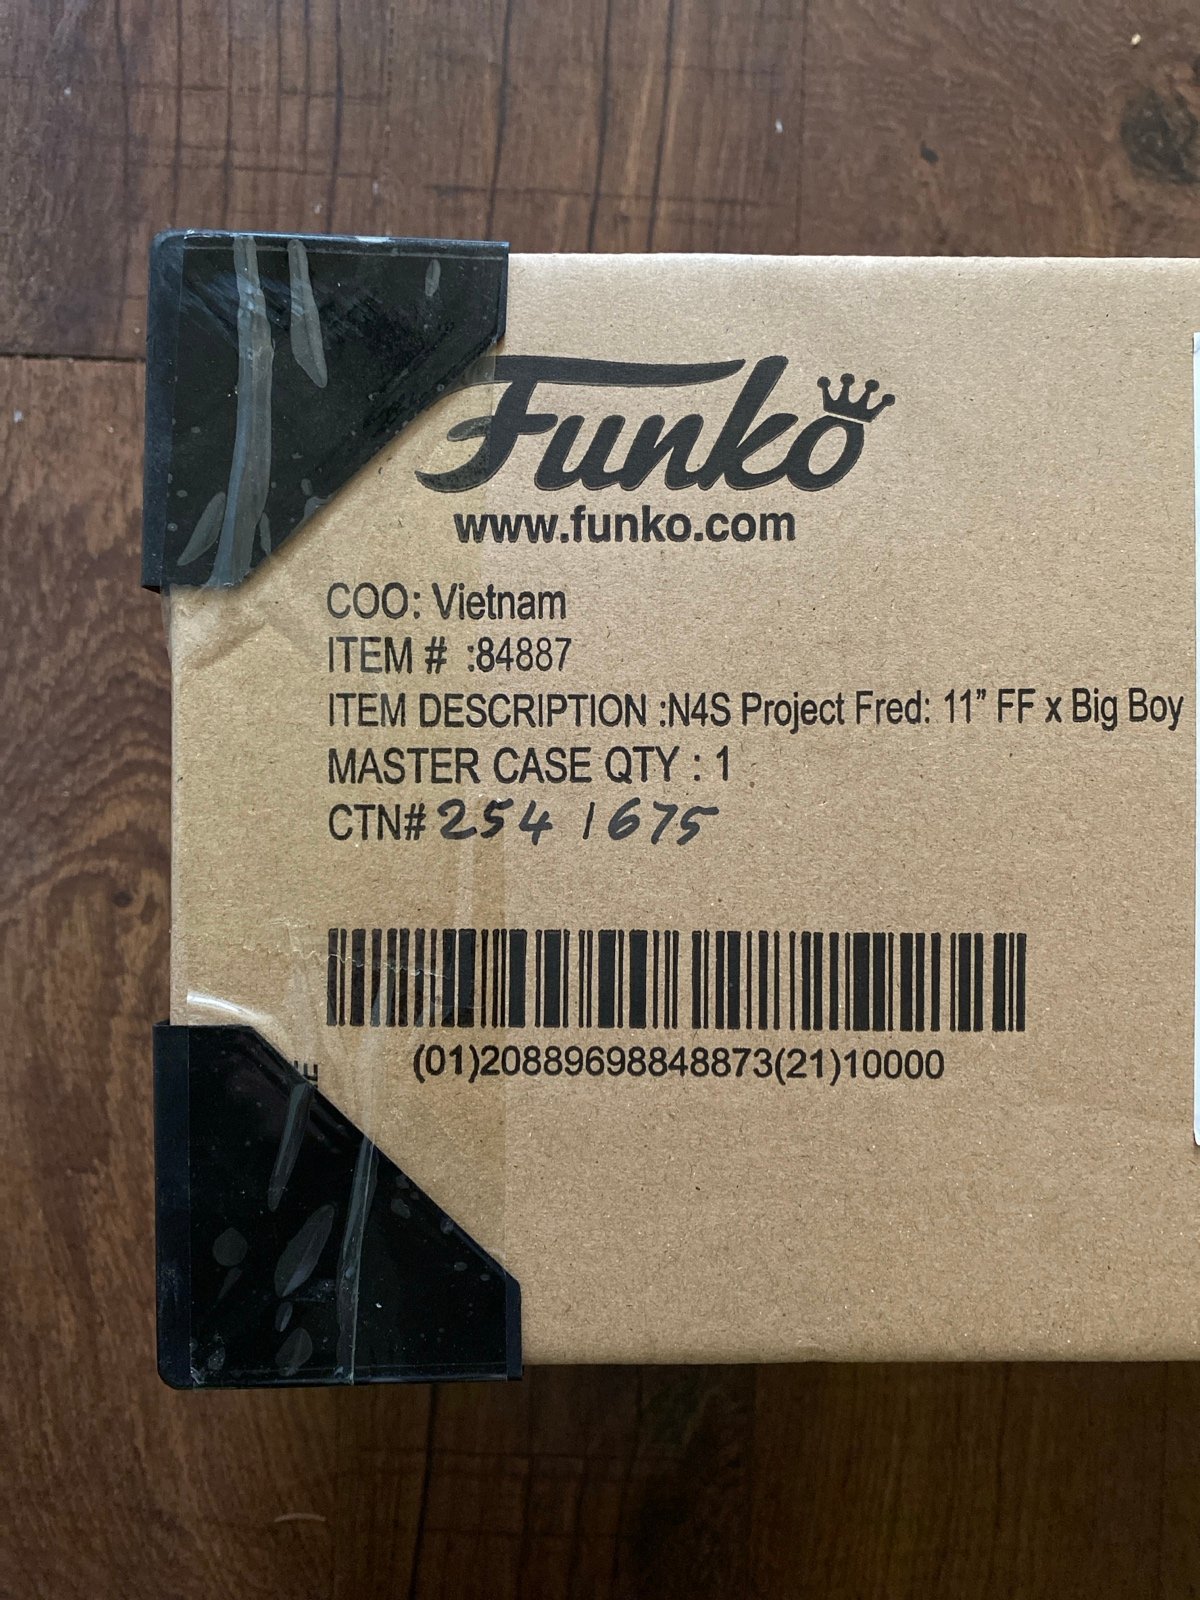 Funko
www.funko.com
COO: Vietnam
ITEM # :84887
ITEM DESCRIPTION :N4S Project Fred: 11” FF x Big Boy
MASTER CASE QTY : 1
CTN# 254 / 675
(01)20889698848873(21)10000